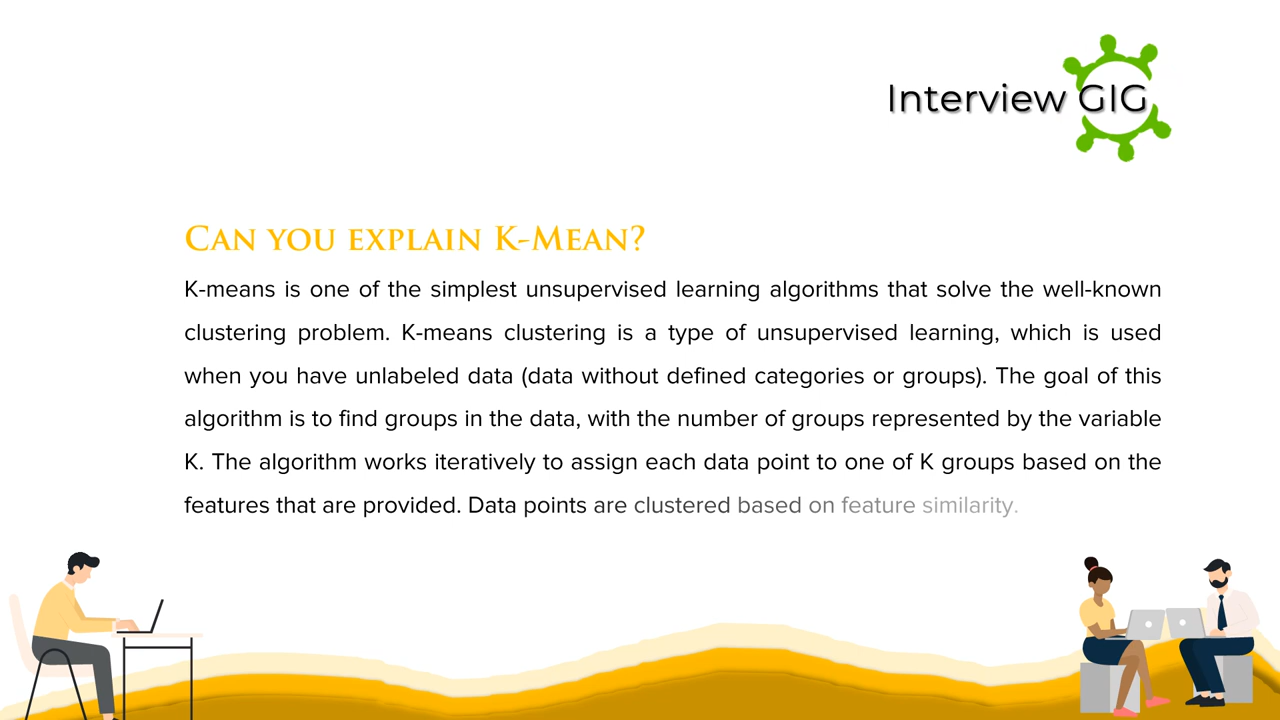 Interview GIG
Can you explain K-Mean?
K-means is one of the simplest unsupervised learning algorithms that solve the well-known
clustering problem. K-means clustering is a type of unsupervised learning, which is used
when you have unlabeled data (data without defined categories or groups). The goal of this
algorithm is to find groups in the data, with the number of groups represented by the variable
K. The algorithm works iteratively to assign each data point to one of K groups based on the
features that are provided. Data points are clustered based on feature similarity.